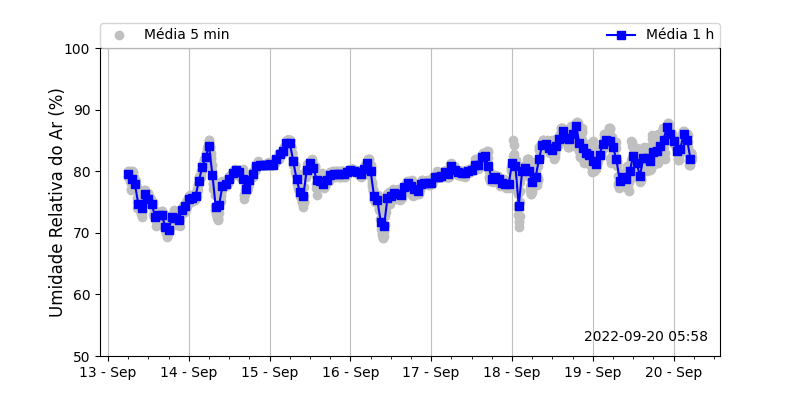 Média 5 min
Média 1 h
Umidade Relativa do Ar (%)
100
90
80
70
60
50
2022-09-20 05:58
13 - Sep
14 - Sep
15 - Sep
16 - Sep
17 - Sep
18 - Sep
19 - Sep
20 - Sep